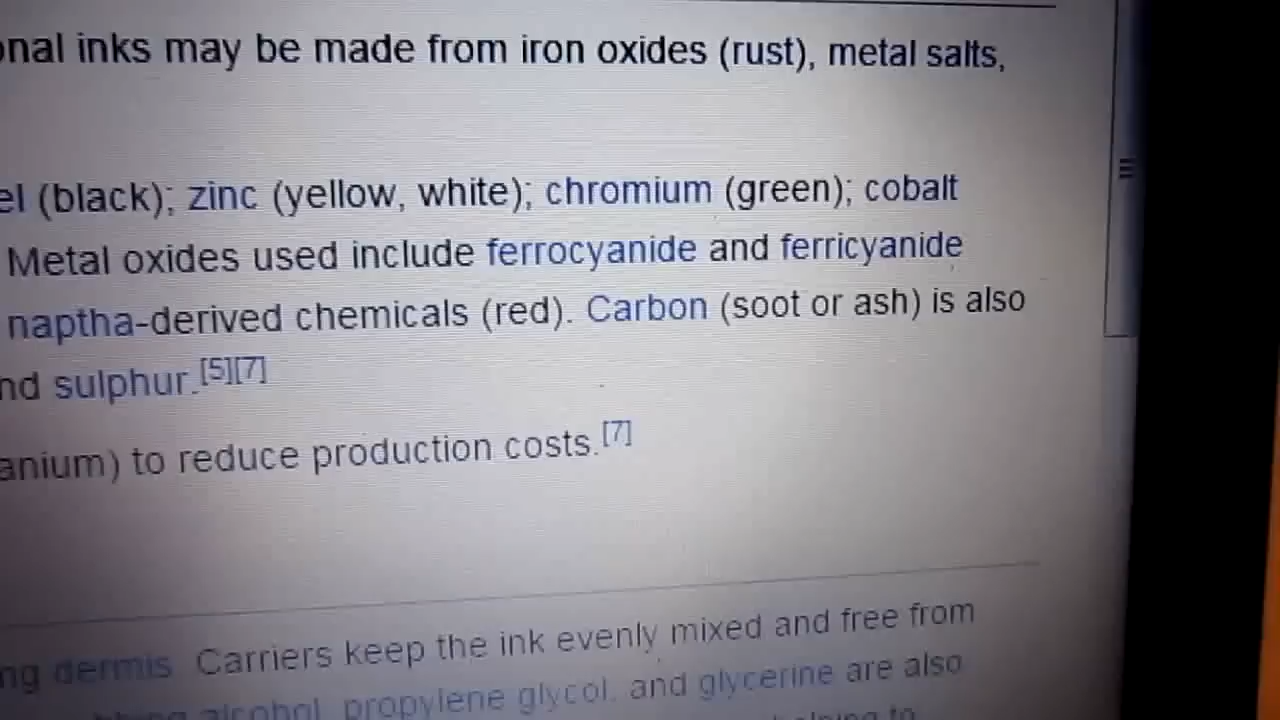 onal inks may be made from iron oxides (rust), metal salts,
el (black); zinc (yellow, white); chromium (green); cobalt
Metal oxides used include ferrocyanide and ferricyanide
naptha-derived chemicals (red). Carbon (soot or ash) is also
nd sulphur.[5][7]
anium) to reduce production costs.[7]
ng dermis. Carriers keep the ink evenly mixed and free from
alcohol, propylene glycol, and glycerine are also
to